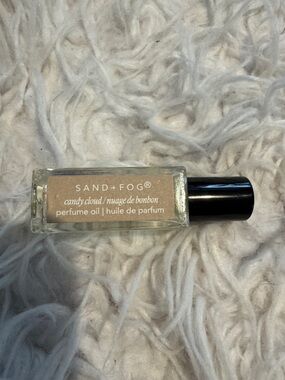 SAND+FOG®
candy cloud / nuage de bonbon
perfume oil | huile de parfum